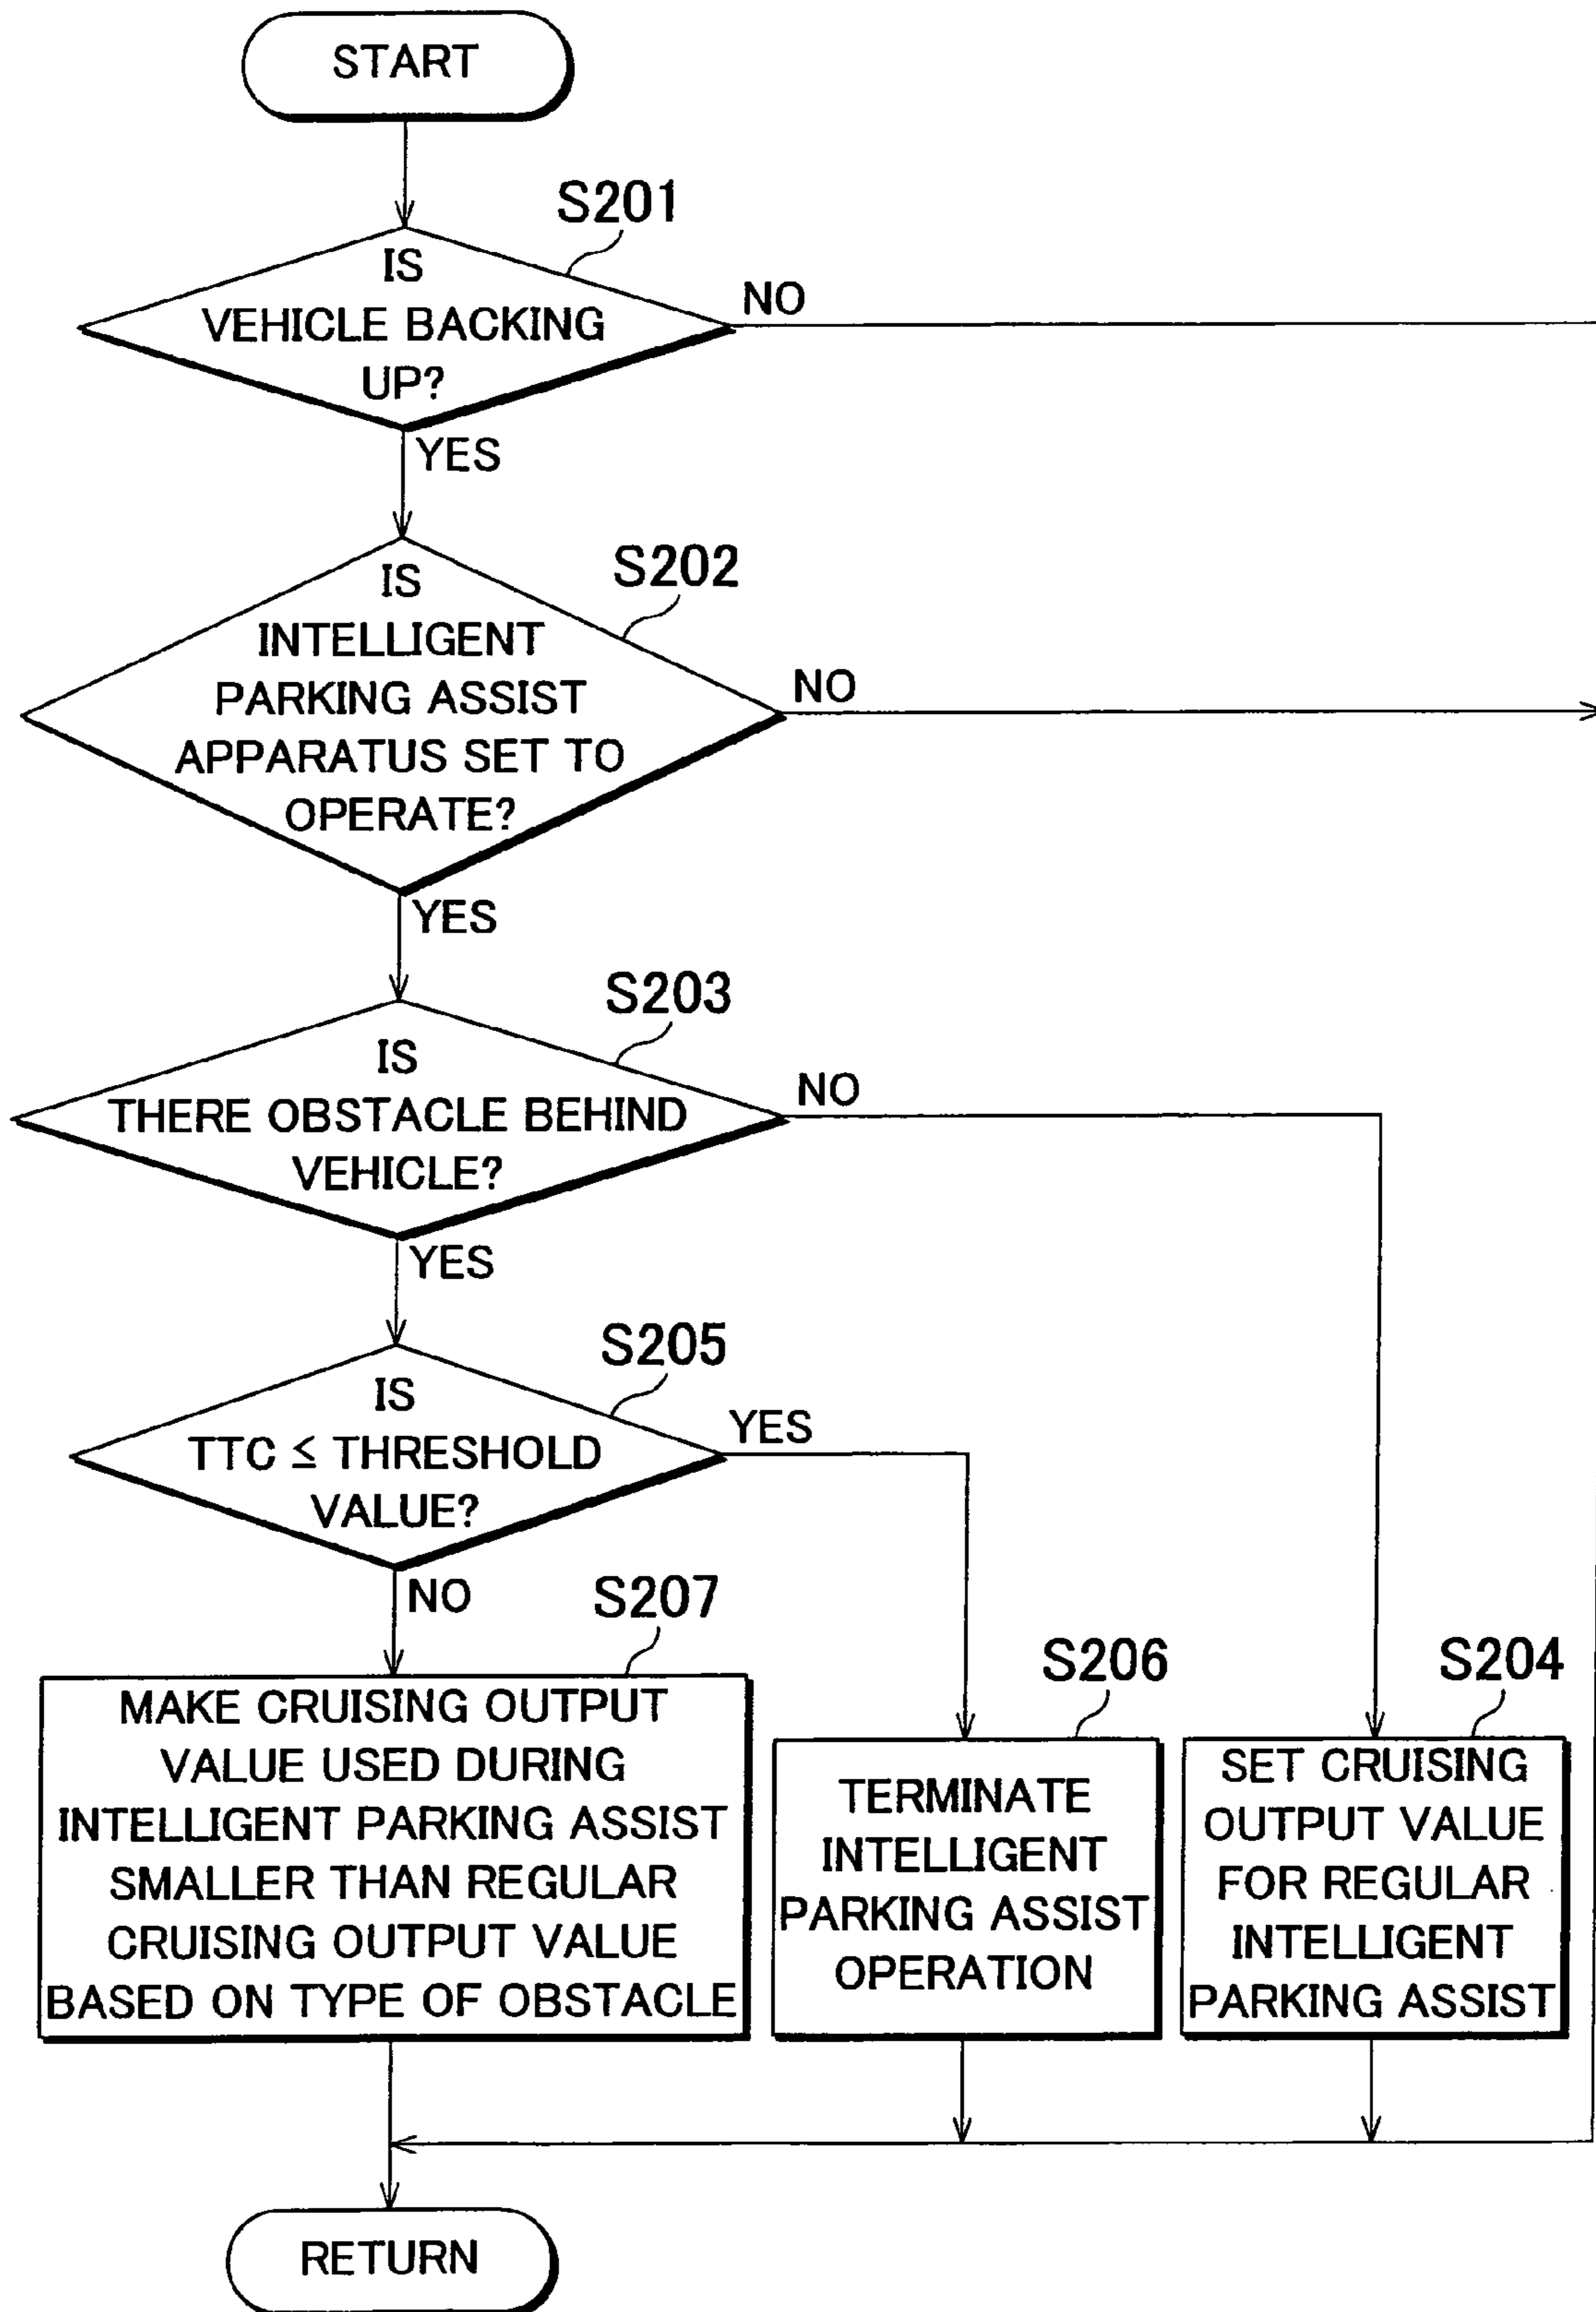 START
S201
IS
VEHICLE BACKING
UP?
NO
YES
S202
IS
INTELLIGENT
PARKING ASSIST
APPARATUS SET TO
OPERATE?
NO
YES
S203
IS
THERE OBSTACLE BEHIND
VEHICLE?
NO
YES
S205
IS
TTC ≤ THRESHOLD
VALUE?
YES
NO
S207
MAKE CRUISING OUTPUT
VALUE USED DURING
INTELLIGENT PARKING ASSIST
SMALLER THAN REGULAR
CRUISING OUTPUT VALUE
BASED ON TYPE OF OBSTACLE
S206
TERMINATE
INTELLIGENT
PARKING ASSIST
OPERATION
S204
SET CRUISING
OUTPUT VALUE
FOR REGULAR
INTELLIGENT
PARKING ASSIST
RETURN